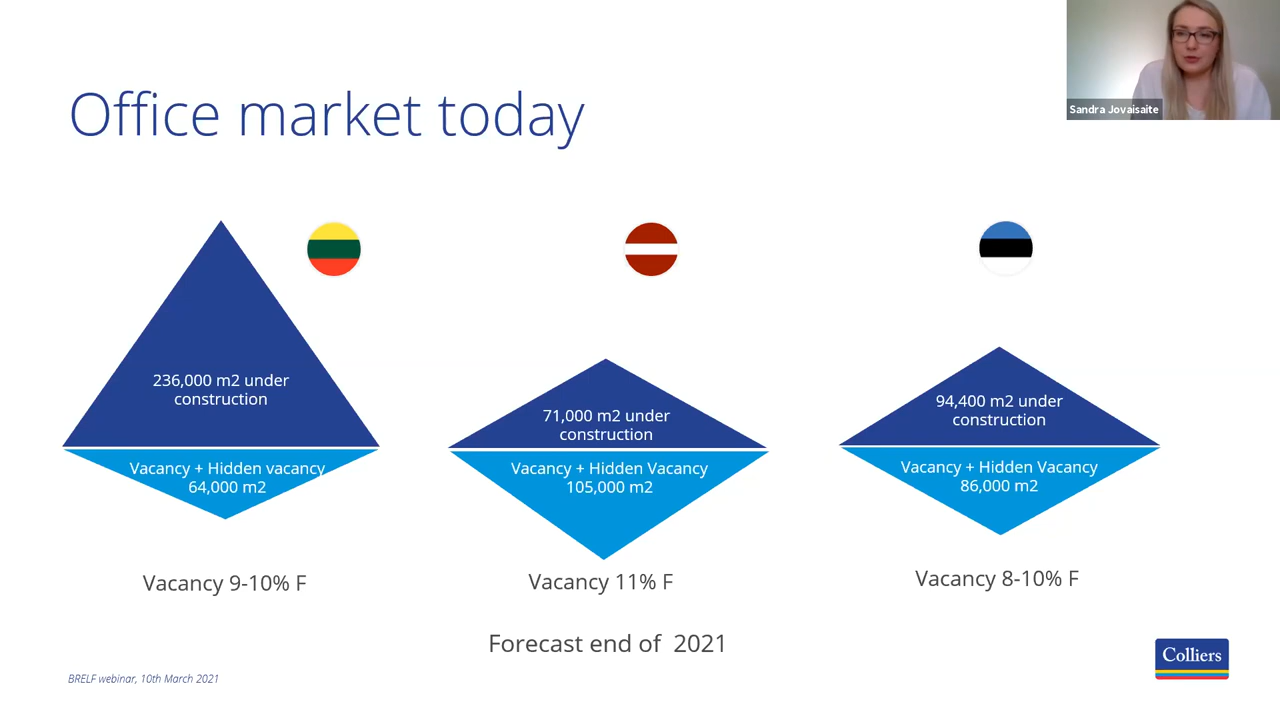 Sandra Jovaisaite
Office market today
236,000 m2 under
construction
Vacancy + Hidden vacancy
64,000 m2
Vacancy 9-10% F
71,000 m2 under
construction
Vacancy + Hidden Vacancy
105,000 m2
Vacancy 11% F
94,400 m2 under
construction
Vacancy + Hidden Vacancy
86,000 m2
Vacancy 8-10% F
Forecast end of  2021
BRELF webinar, 10th March 2021
Colliers